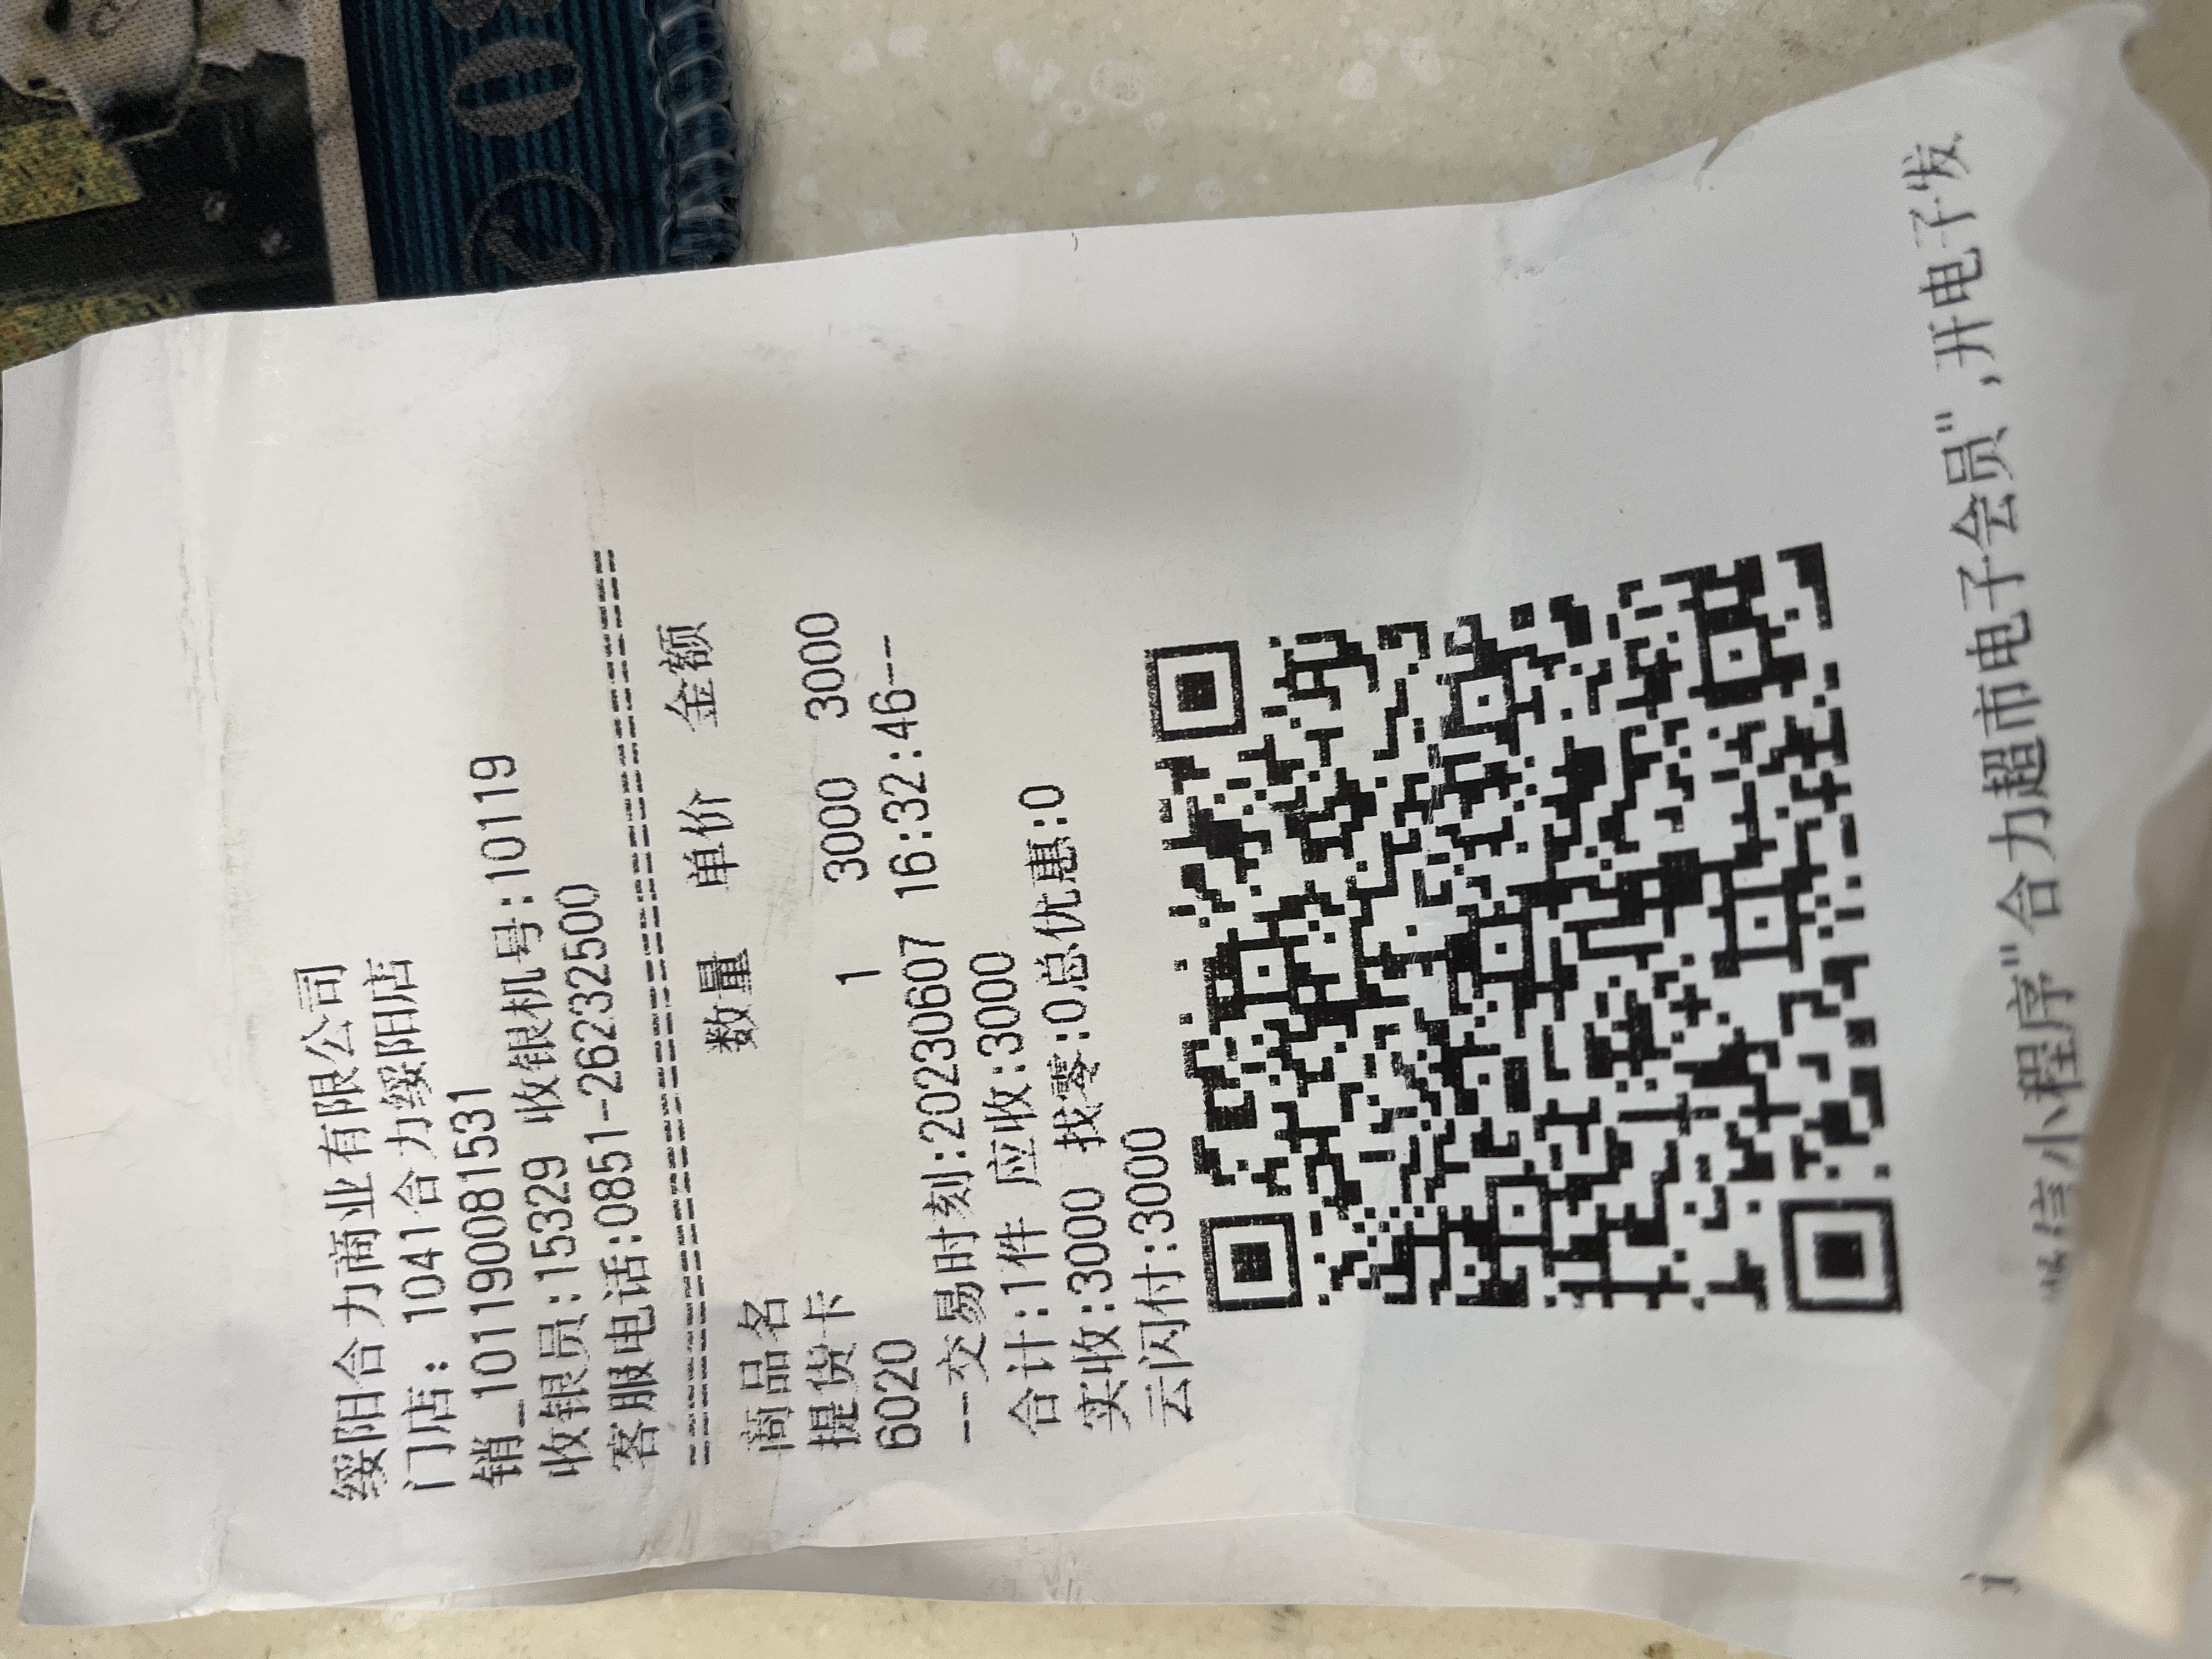 绥阳合力商业有限公司
门店: 1041合力绥阳店
销_101190081531
收银员:15329 收银机号:10119
客服电话:0851-26232500
商品名 数量 单价 金额
提货卡
6020 1 3000 3000
---交易时刻:20230607 16:32:46---
合计:1件 应收:3000
实收:3000 找零:0总优惠:0
云闪付:3000
信小程序"合力超市电子会员",开电子发